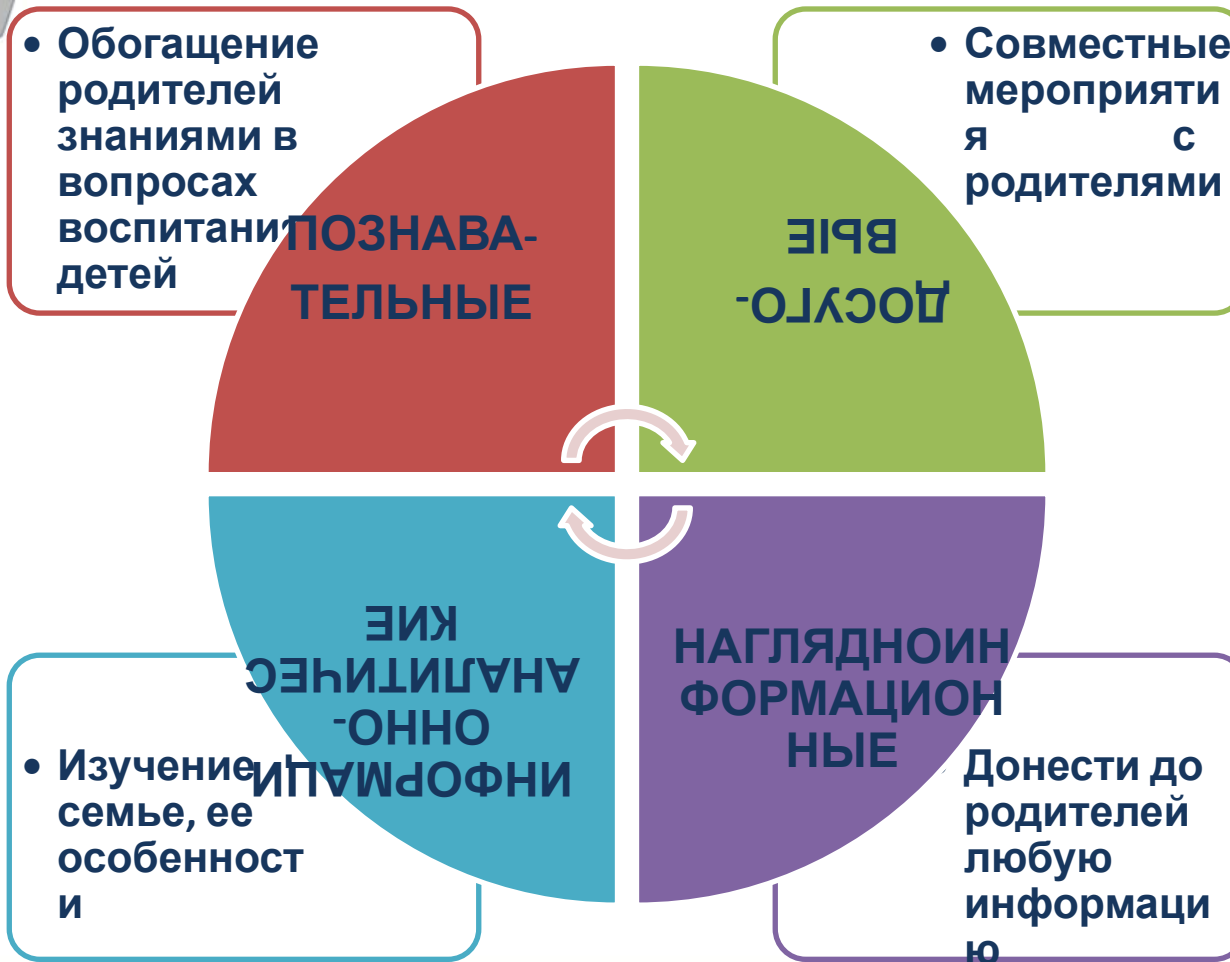 • Обогащение
родителей
знаниями в
вопросах
воспитания
детей
• Совместные
мероприяти
я с
родителями
ПОЗНАВА-
ТЕЛЬНЫЕ
ДОСУГО-
ВЫЕ
ИНФОРМАЦИ
ОННО-
АНАЛИТИЧЕС
КИЕ
НАГЛЯДНОИН
ФОРМАЦИОН
НЫЕ
• Изучение
семье, ее
особенност
и
Донести до
родителей
любую
информаци
ю